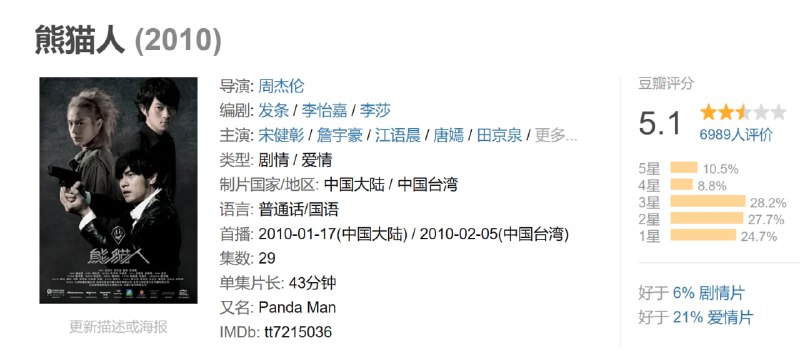 熊猫人 (2010)
导演: 周杰伦
编剧: 发条 / 李怡嘉 / 李莎
主演: 宋健彰 / 詹宇豪 / 江语晨 / 唐嫣 / 田京泉 / 更多...
类型: 剧情 / 爱情
制片国家/地区: 中国大陆 / 中国台湾
语言: 普通话/国语
首播: 2010-01-17(中国大陆) / 2010-02-05(中国台湾)
集数: 29
单集片长: 43分钟
又名: Panda Man
IMDb: tt7215036
熊猫人
更新描述或海报
豆瓣评分
5.1
6989人评价
5星 10.5%
4星 8.8%
3星 28.2%
2星 27.7%
1星 24.7%
好于 6% 剧情片
好于 21% 爱情片